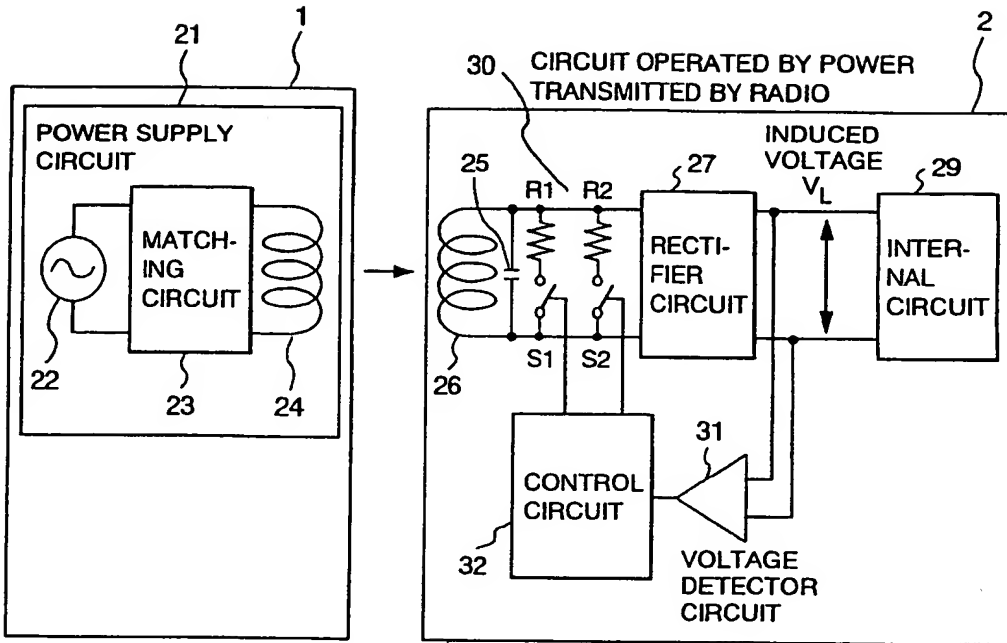 1
2
21
30
CIRCUIT OPERATED BY POWER
TRANSMITTED BY RADIO
POWER SUPPLY
CIRCUIT
MATCH-
ING
CIRCUIT
22
23
24
25
R1
R2
27
INDUCED
VOLTAGE
VL
29
RECTI-
FIER
CIRCUIT
INTER-
NAL
CIRCUIT
26
S1
S2
31
CONTROL
CIRCUIT
32
VOLTAGE
DETECTOR
CIRCUIT